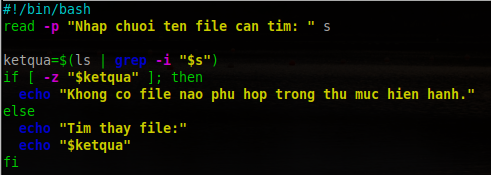 #!/bin/bash
read -p "Nhap chuoi ten file can tim: " s

ketqua=$(ls | grep -i "$s")
if [ -z "$ketqua" ]; then
  echo "Khong co file nao phu hop trong thu muc hien hanh."
else
  echo "Tim thay file:"
  echo "$ketqua"
fi